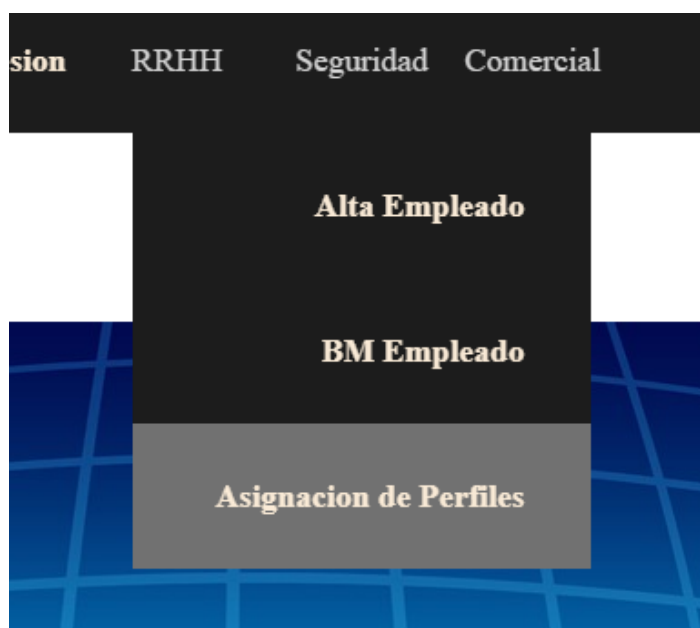 sion RRHH Seguridad Comercial
Alta Empleado
BM Empleado
Asignacion de Perfiles